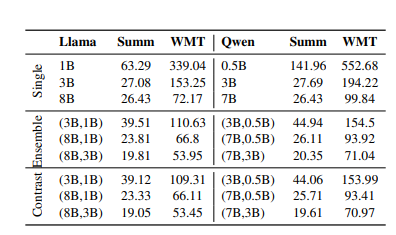 Llama Summ WMT Qwen Summ WMT
Single
1B 63.29 339.04 0.5B 141.96 552.68
3B 27.08 153.25 3B 27.69 194.22
8B 26.43 72.17 7B 26.43 99.84
Ensemble
(3B,1B) 39.51 110.63 (3B,0.5B) 44.94 154.5
(8B,1B) 23.81 66.8 (7B,0.5B) 26.11 93.92
(8B,3B) 19.81 53.95 (7B,3B) 20.35 71.04
Contrast
(3B,1B) 39.12 109.31 (3B,0.5B) 44.06 153.99
(8B,1B) 23.33 66.11 (7B,0.5B) 25.71 93.41
(8B,3B) 19.05 53.45 (7B,3B) 19.61 70.97